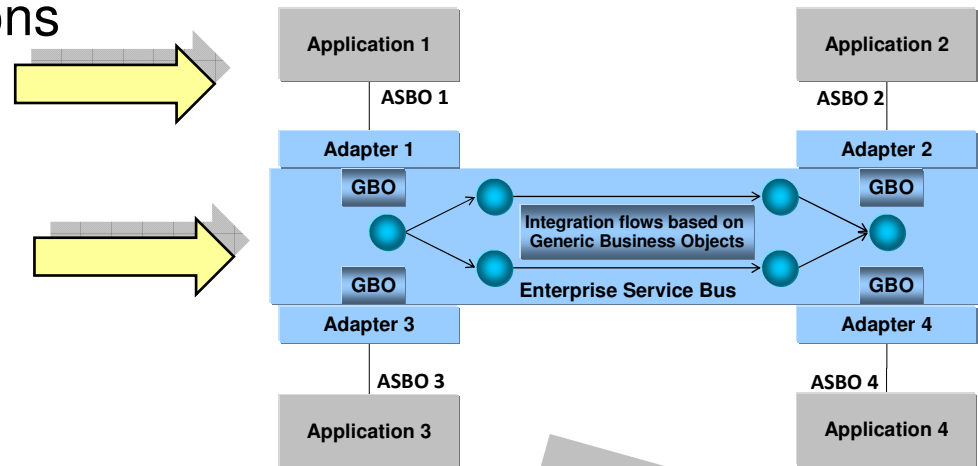 ons
Application 1
Application 2
ASBO 1
ASBO 2
Adapter 1
Adapter 2
GBO
GBO
Integration flows based on
Generic Business Objects
GBO
Enterprise Service Bus
GBO
Adapter 3
Adapter 4
ASBO 3
ASBO 4
Application 3
Application 4